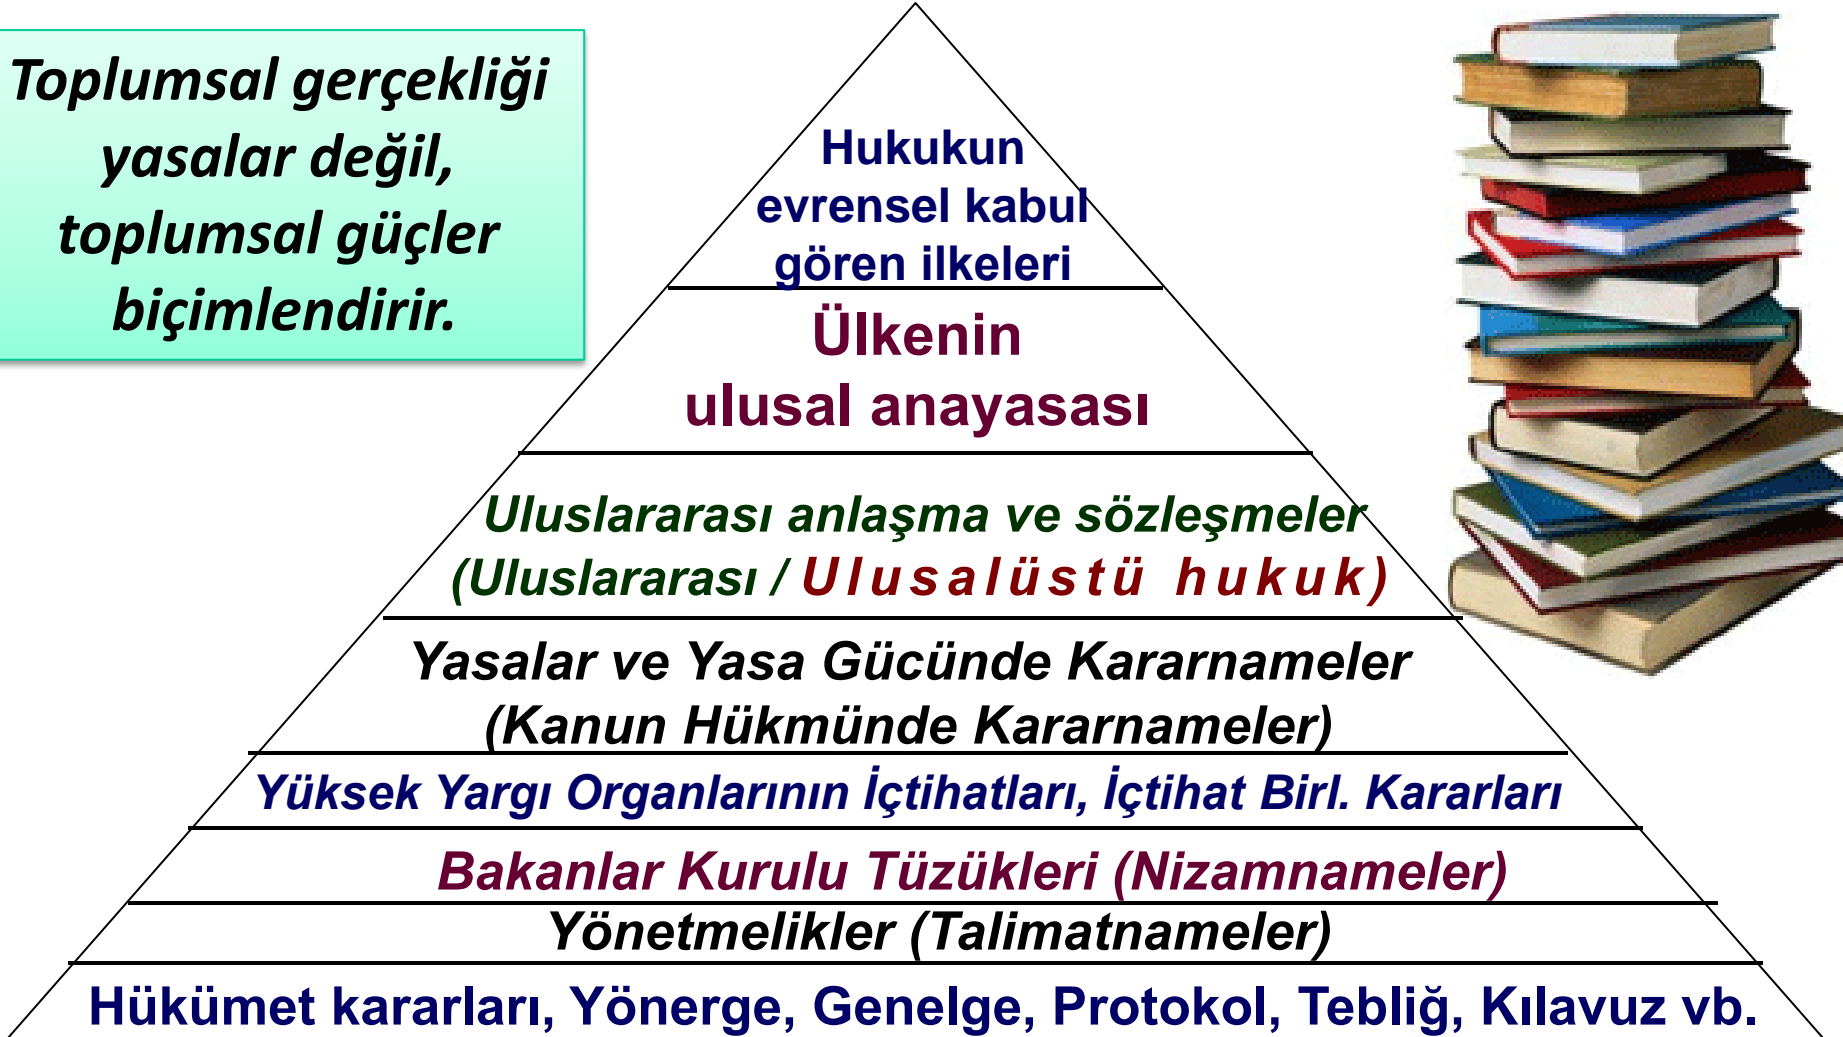 Toplumsal gerçekliği
yasalar değil,
toplumsal güçler
biçimlendirir.
Hukukun
evrensel kabul
gören ilkeleri
Ülkenin
ulusal anayasası
Uluslararası anlaşma ve sözleşmeler
(Uluslararası / Ulusalüstü hukuk)
Yasalar ve Yasa Gücünde Kararnameler
(Kanun Hükmünde Kararnameler)
Yüksek Yargı Organlarının İçtihatları, İçtihat Birl. Kararları
Bakanlar Kurulu Tüzükleri (Nizamnameler)
Yönetmelikler (Talimatnameler)
Hükümet kararları, Yönerge, Genelge, Protokol, Tebliğ, Kılavuz vb.